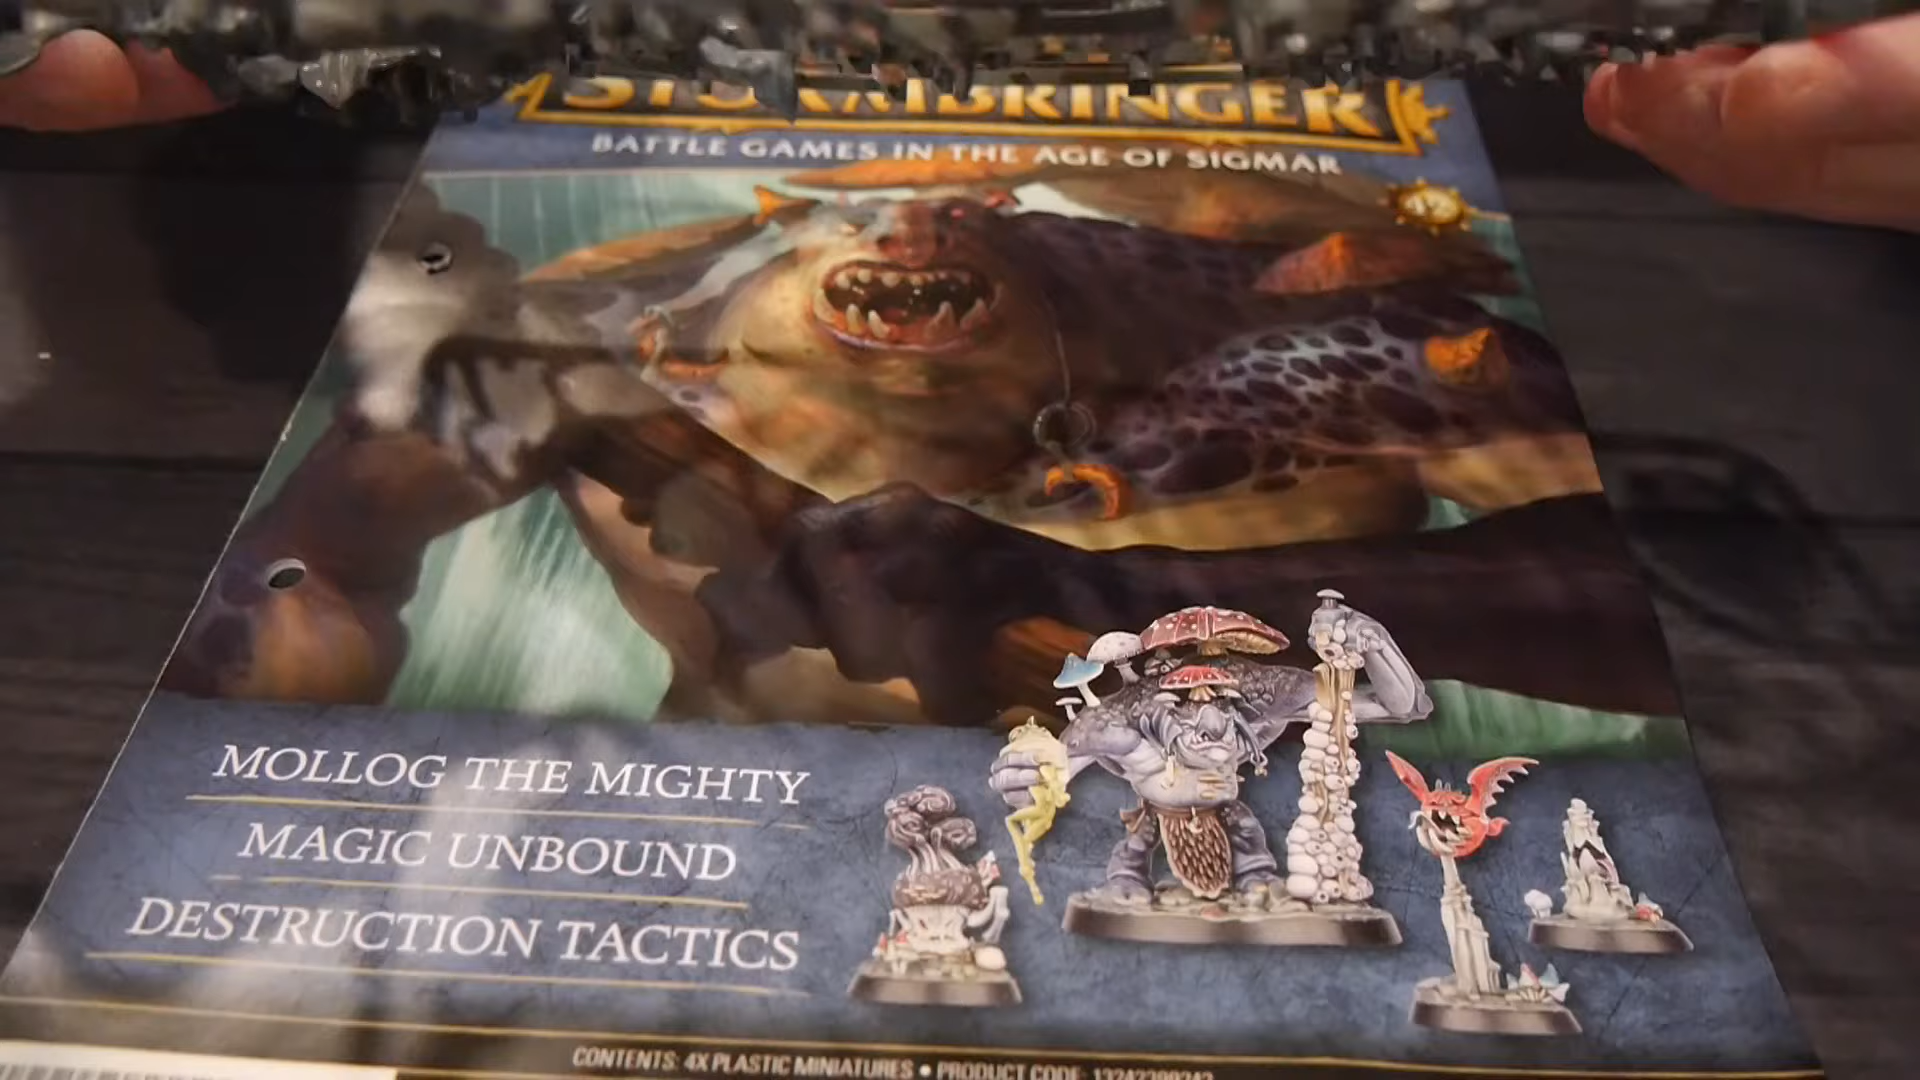 STORMBRINGER
BATTLE GAMES IN THE AGE OF SIGMAR
MOLLOG THE MIGHTY
MAGIC UNBOUND
DESTRUCTION TACTICS
CONTENTS: 4X PLASTIC MINIATURES • PRODUCT CODE: